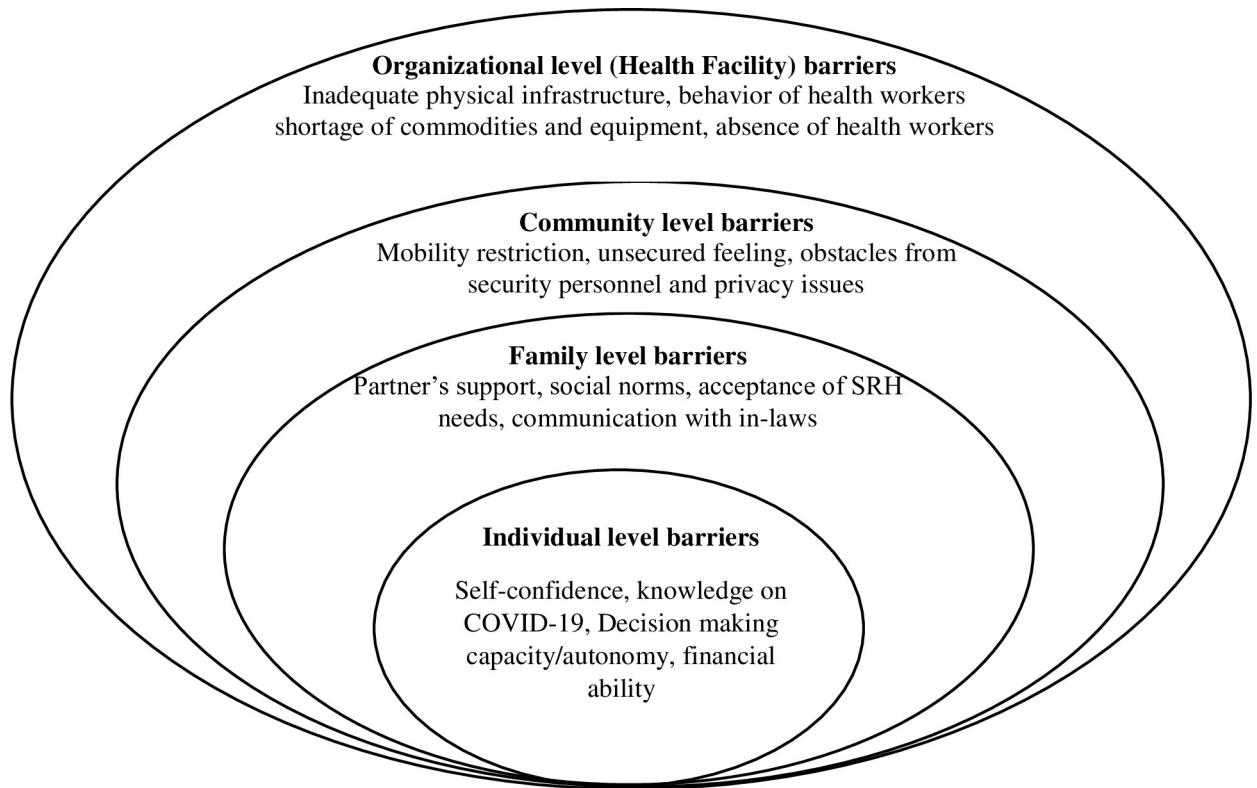 Organizational level (Health Facility) barriers
Inadequate physical infrastructure, behavior of health workers
shortage of commodities and equipment, absence of health workers
Community level barriers
Mobility restriction, unsecured feeling, obstacles from
security personnel and privacy issues
Family level barriers
Partner's support, social norms, acceptance of SRH
needs, communication with in-laws
Individual level barriers
Self-confidence, knowledge on
COVID-19, Decision making
capacity/autonomy, financial
ability